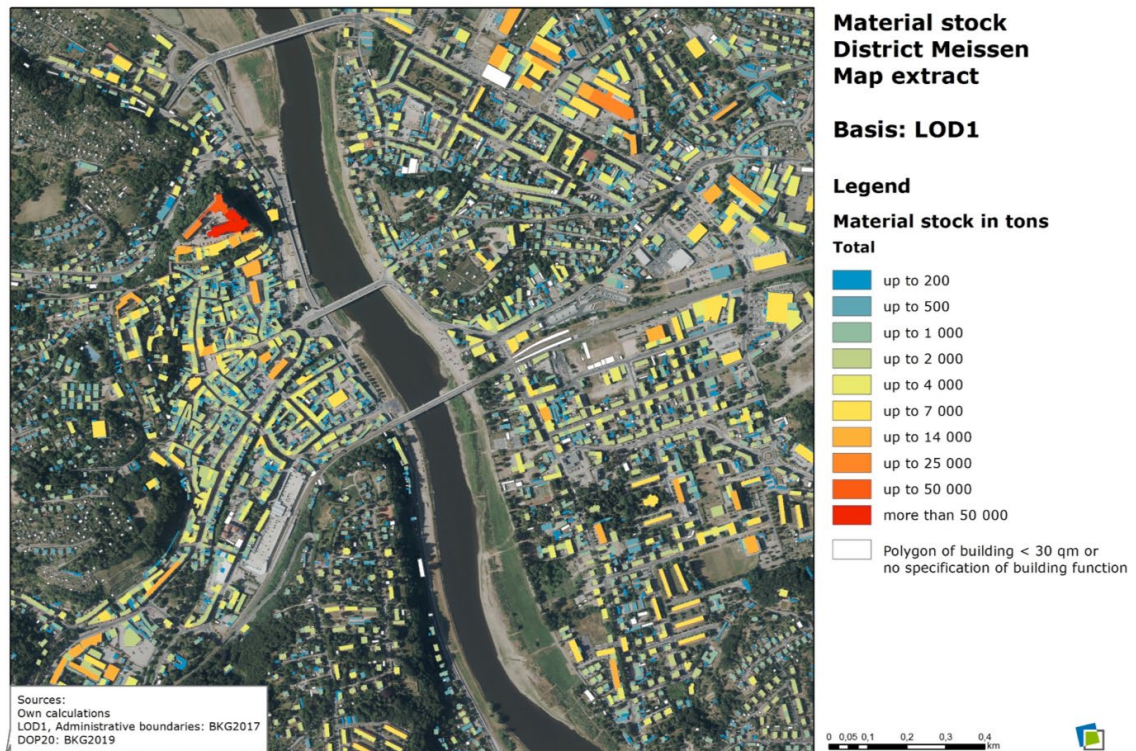 Material stock
District Meissen
Map extract
Basis: LOD1
Legend
Material stock in tons
Total
up to 200
up to 500
up to 1 000
up to 2 000
up to 4 000
up to 7 000
up to 14 000
up to 25 000
up to 50 000
more than 50 000
Polygon of building < 30 qm or
no specification of building function
Sources:
Own calculations
LOD1, Administrative boundaries: BKG2017
DOP20: BKG2019
0 0,05 0,1 0,2 0,3 0,4
km